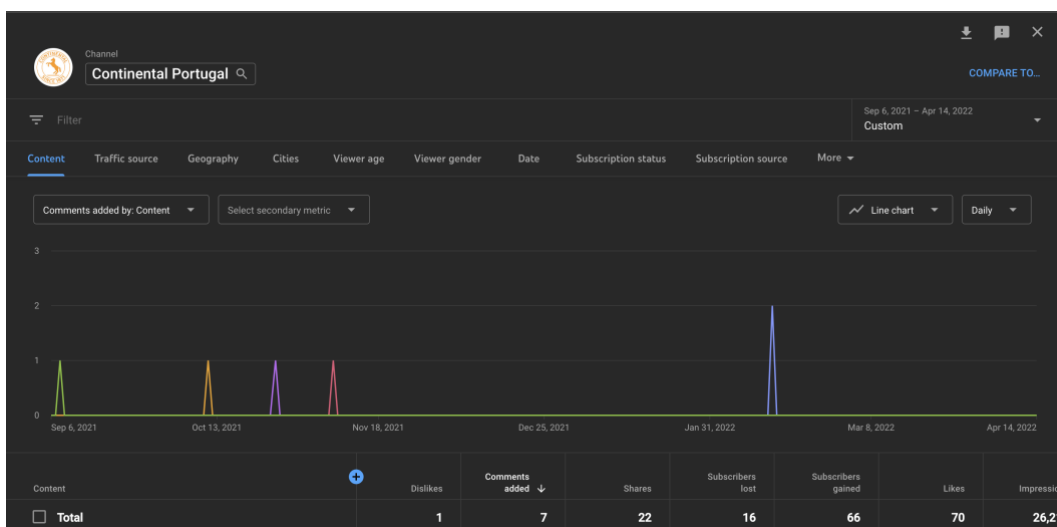 Channel
Continental Portugal
COMPARE TO...
Filter
Sep 6, 2021 – Apr 14, 2022
Custom
Content Traffic source Geography Cities Viewer age Viewer gender Date Subscription status Subscription source More
Comments added by: Content Select secondary metric Line chart Daily
3
2
1
0
Sep 6, 2021 Oct 13, 2021 Nov 18, 2021 Dec 25, 2021 Jan 31, 2022 Mar 8, 2022 Apr 14, 2022
Content Dislikes Comments added Shares Subscribers lost Subscribers gained Likes Impressio
Total 1 7 22 16 66 70 26,2